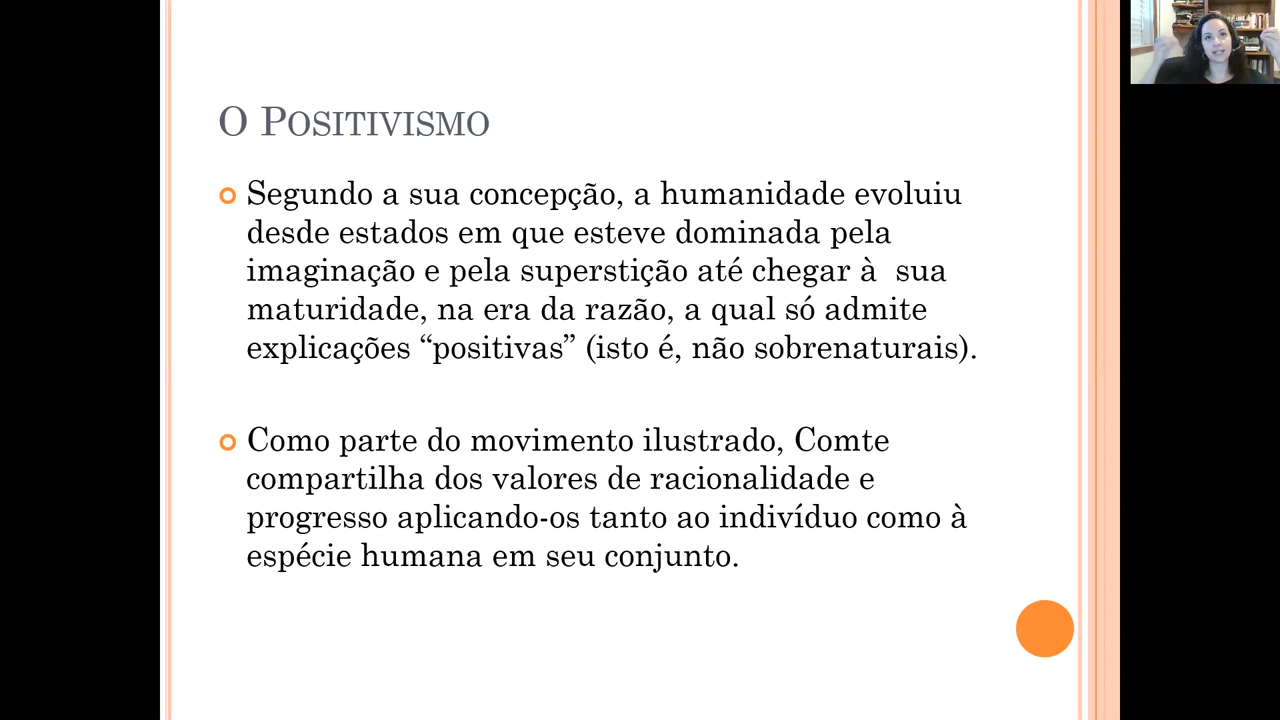 O POSITIVISMO
Segundo a sua concepção, a humanidade evoluiu
desde estados em que esteve dominada pela
imaginação e pela superstição até chegar à  sua
maturidade, na era da razão, a qual só admite
explicações “positivas” (isto é, não sobrenaturais).
Como parte do movimento ilustrado, Comte
compartilha dos valores de racionalidade e
progresso aplicando-os tanto ao indivíduo como à
espécie humana em seu conjunto.